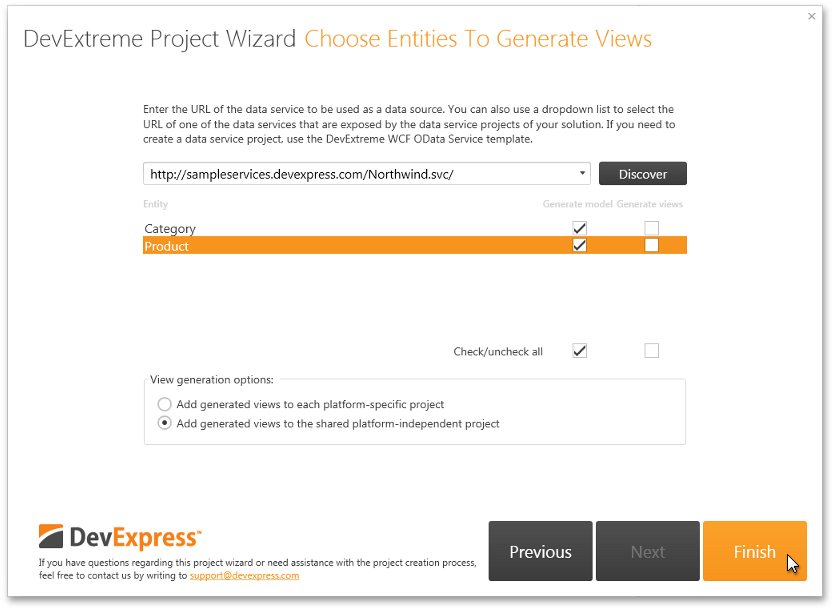 DevExtreme Project Wizard Choose Entities To Generate Views
Enter the URL of the data service to be used as a data source. You can also use a dropdown list to select the
URL of one of the data services that are exposed by the data service projects of your solution. If you need to
create a data service project, use the DevExtreme WCF OData Service template.
http://sampleservices.devexpress.com/Northwind.svc/ Discover
Entity Generate model Generate views
Category
Product
Check/uncheck all
View generation options:
Add generated views to each platform-specific project
Add generated views to the shared platform-independent project
DevExpress™
If you have questions regarding this project wizard or need assistance with the project creation process,
feel free to contact us by writing to support@devexpress.com
Previous Next Finish